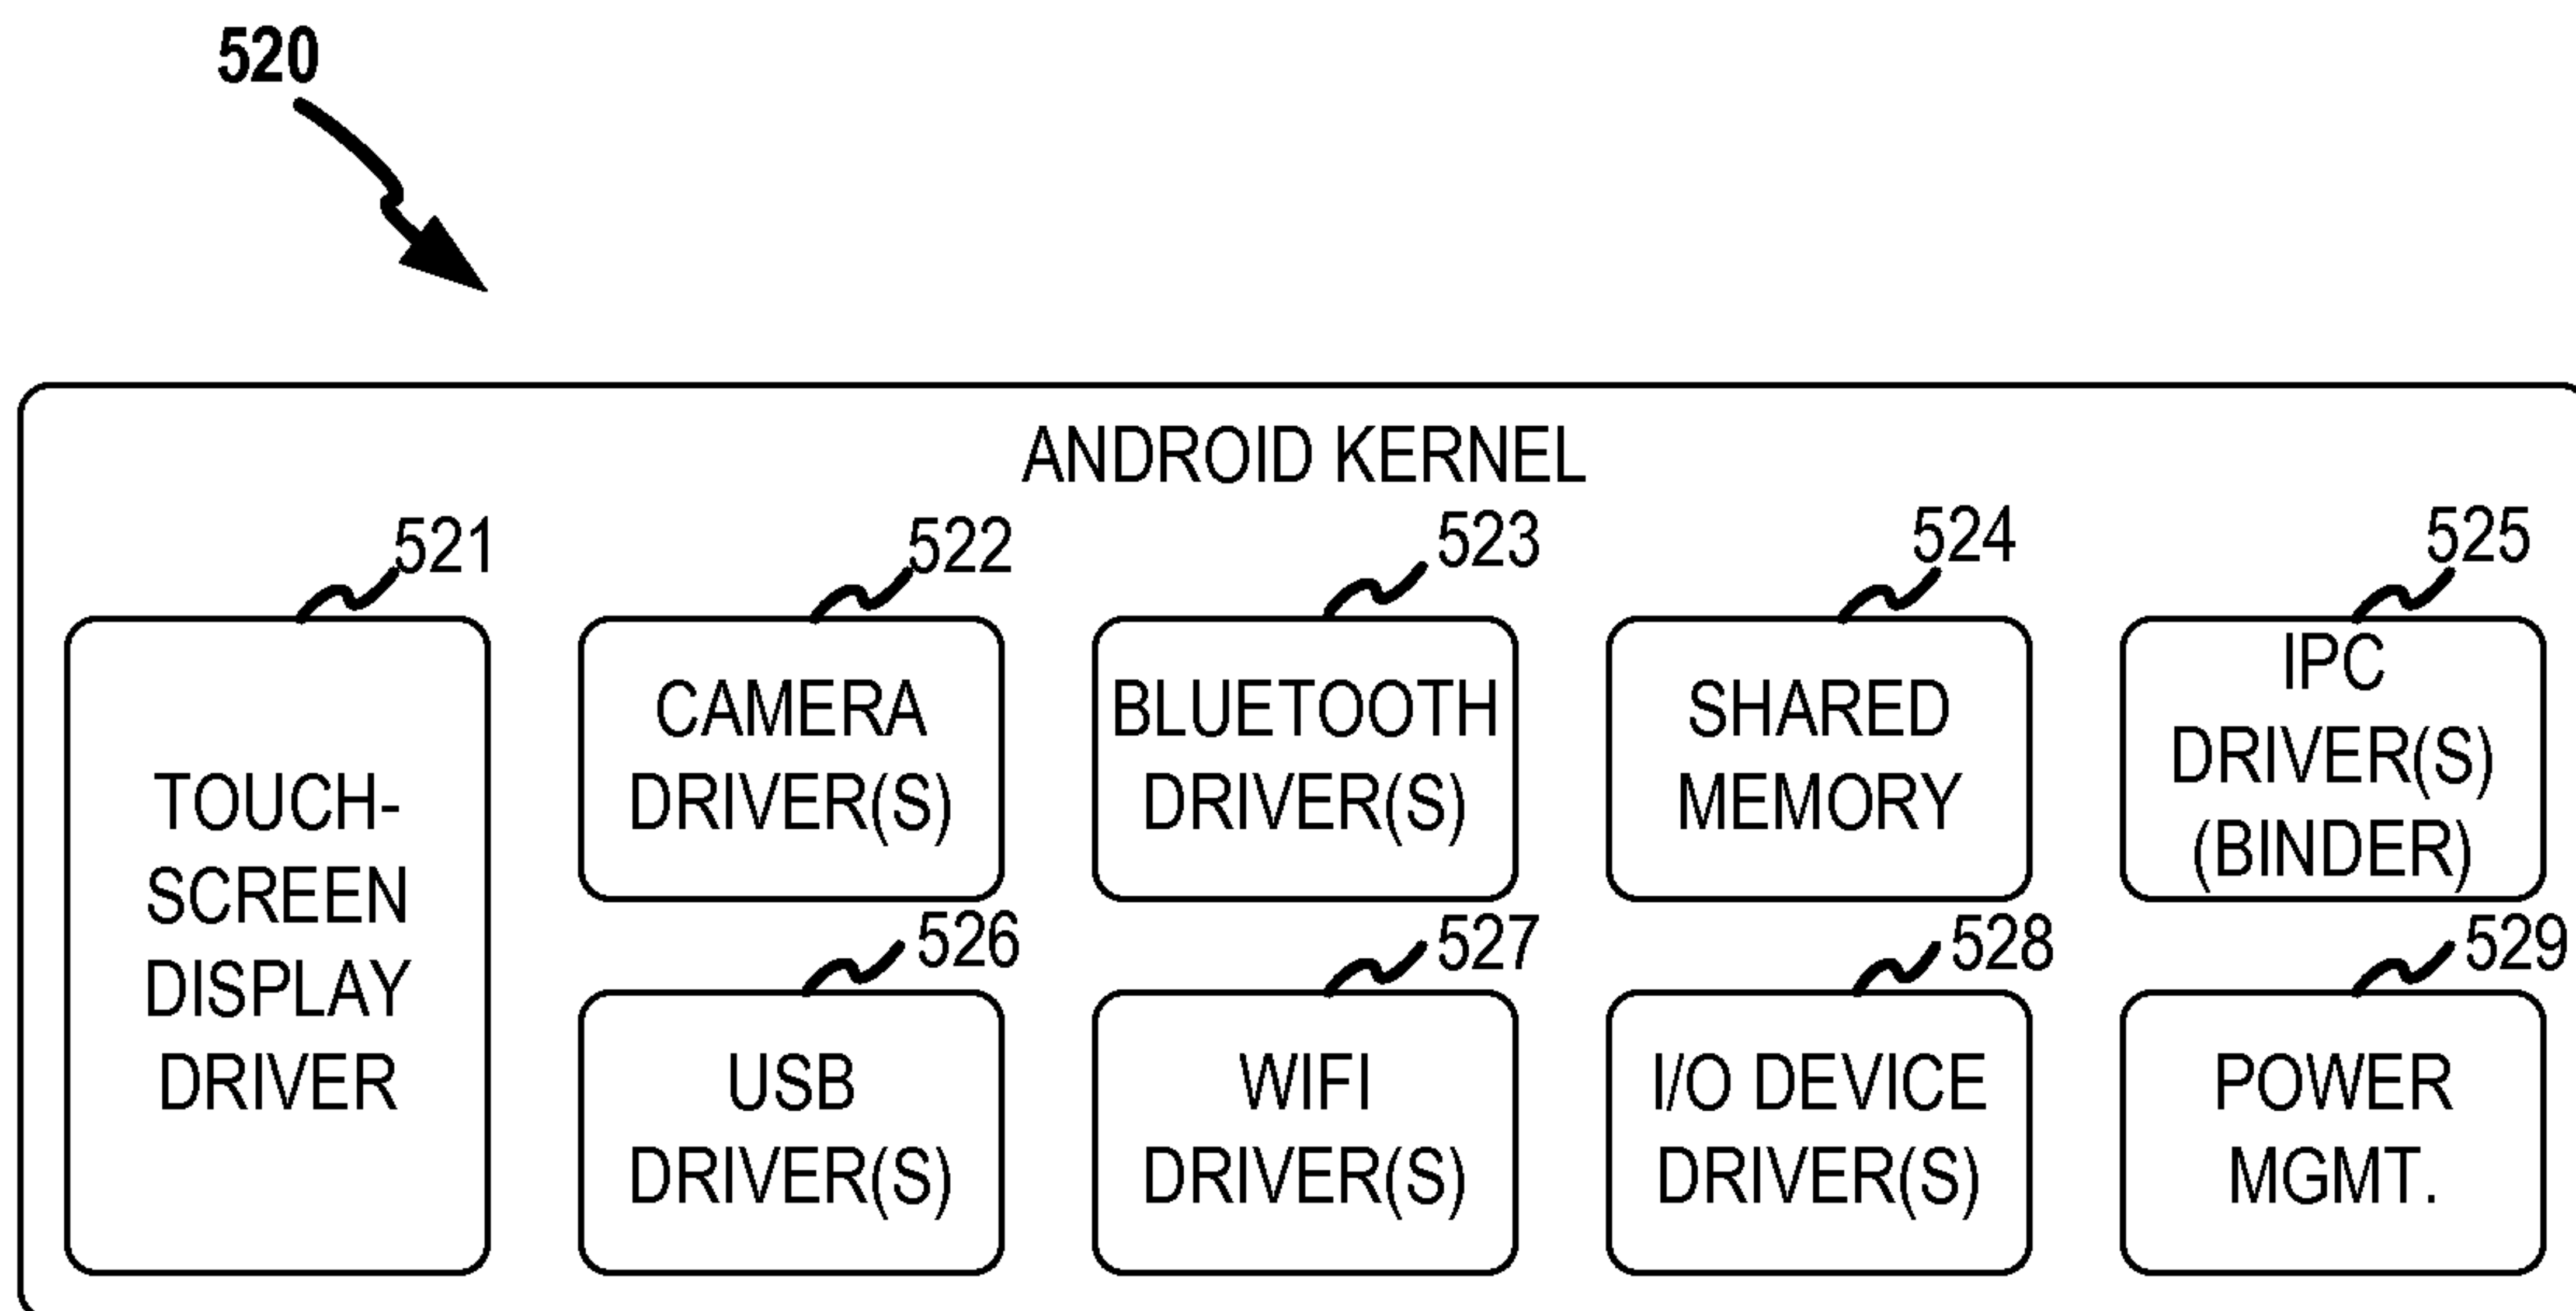 520
ANDROID KERNEL
521
522
523
524
525
TOUCH-
SCREEN
DISPLAY
DRIVER
CAMERA
DRIVER(S)
BLUETOOTH
DRIVER(S)
SHARED
MEMORY
IPC
DRIVER(S)
(BINDER)
526
527
528
529
USB
DRIVER(S)
WIFI
DRIVER(S)
I/O DEVICE
DRIVER(S)
POWER
MGMT.